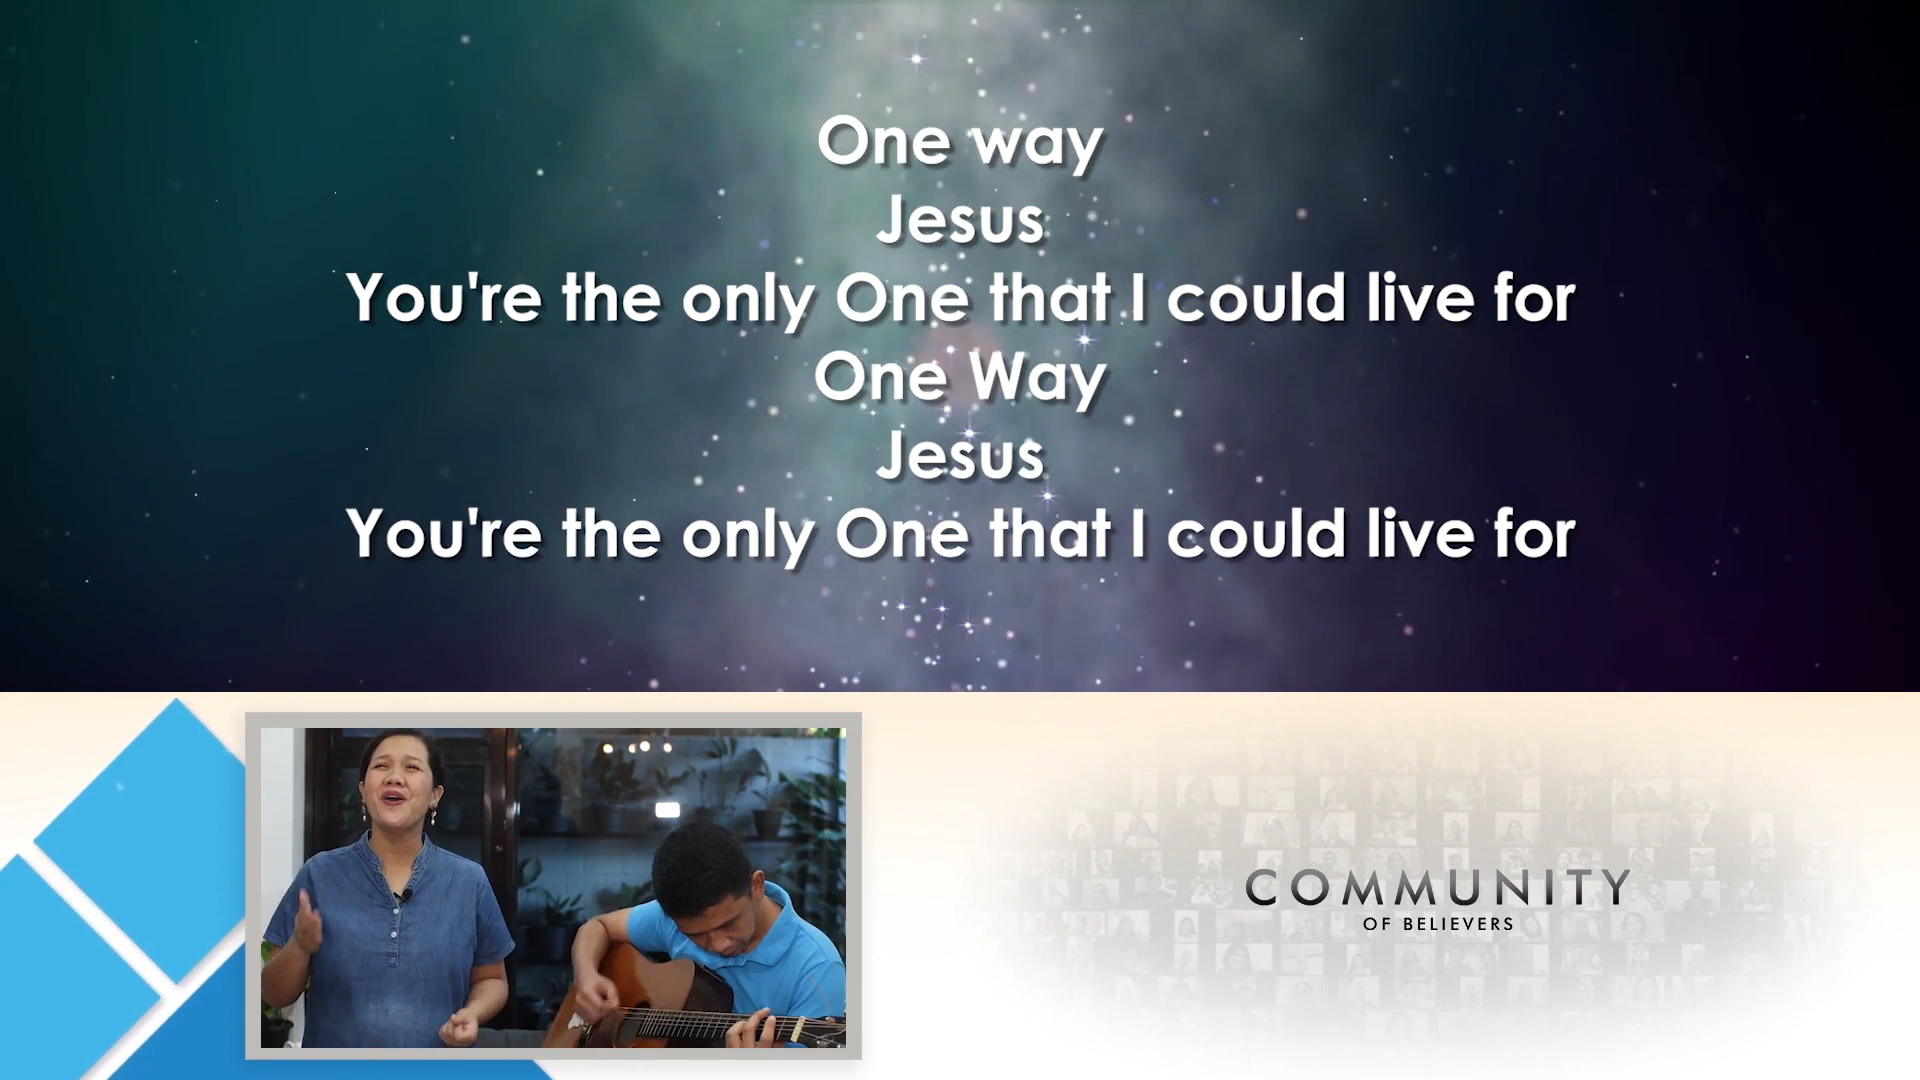 One way
Jesus
You're the only One that I could live for
One Way
Jesus
You're the only One that I could live for
COMMUNITY
OF BELIEVERS